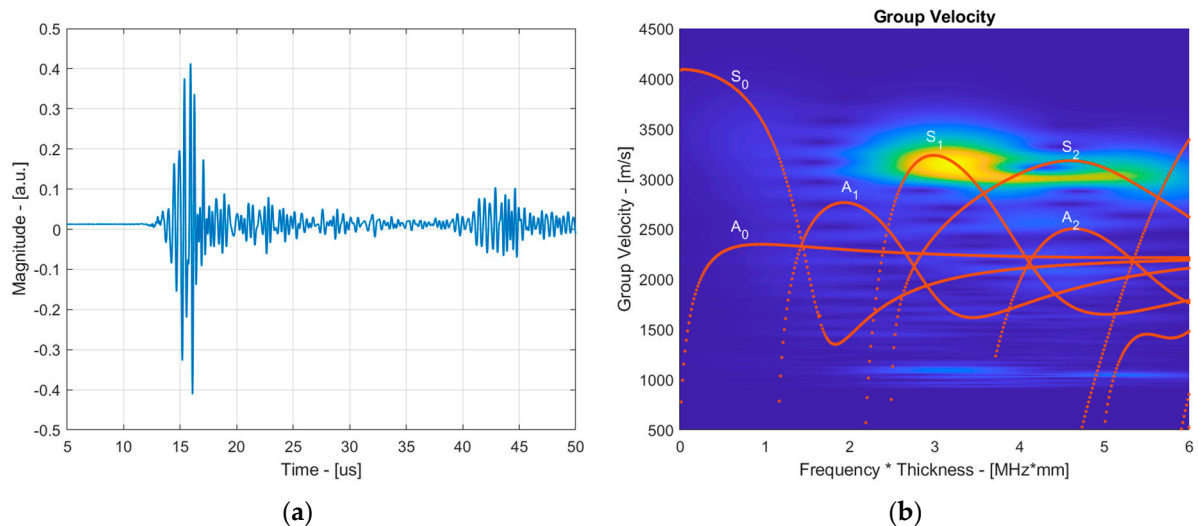 0.5
0.4
0.3
0.2
0.1
0
-0.1
-0.2
-0.3
-0.4
-0.5
Magnitude - [a.u.]
5 10 15 20 25 30 35 40 45 50
Time - [us]
(a)
Group Velocity
4500
4000
3500
3000
2500
2000
1500
1000
500
Group Velocity - [m/s]
S0
A0
A1
S1
S2
A2
0 1 2 3 4 5 6
Frequency * Thickness - [MHz*mm]
(b)